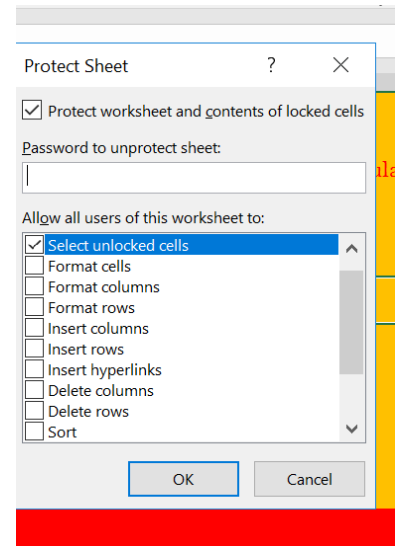 Protect Sheet ?
Protect worksheet and contents of locked cells
Password to unprotect sheet:
Allow all users of this worksheet to:
Select unlocked cells
Format cells
Format columns
Format rows
Insert columns
Insert rows
Insert hyperlinks
Delete columns
Delete rows
Sort
OK Cancel